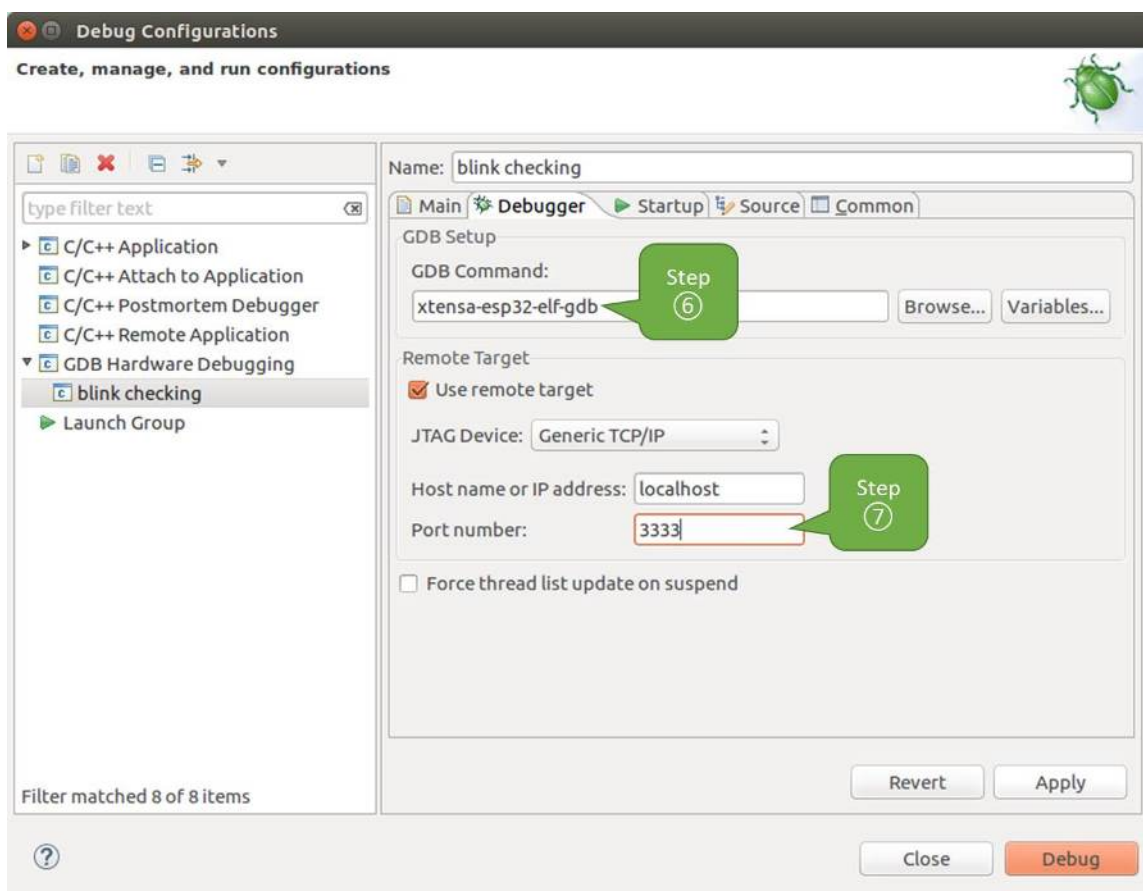 Debug Configurations
Create, manage, and run configurations
type filter text
C/C++ Application
C/C++ Attach to Application
C/C++ Postmortem Debugger
C/C++ Remote Application
GDB Hardware Debugging
blink checking
Launch Group
Filter matched 8 of 8 items
Name: blink checking
Main Debugger Startup Source Common
GDB Setup
GDB Command:
xtensa-esp32-elf-gdb Browse... Variables...
Step
⑥
Remote Target
Use remote target
JTAG Device: Generic TCP/IP
Host name or IP address: localhost
Port number: 3333
Step
⑦
Force thread list update on suspend
Revert Apply
Close Debug